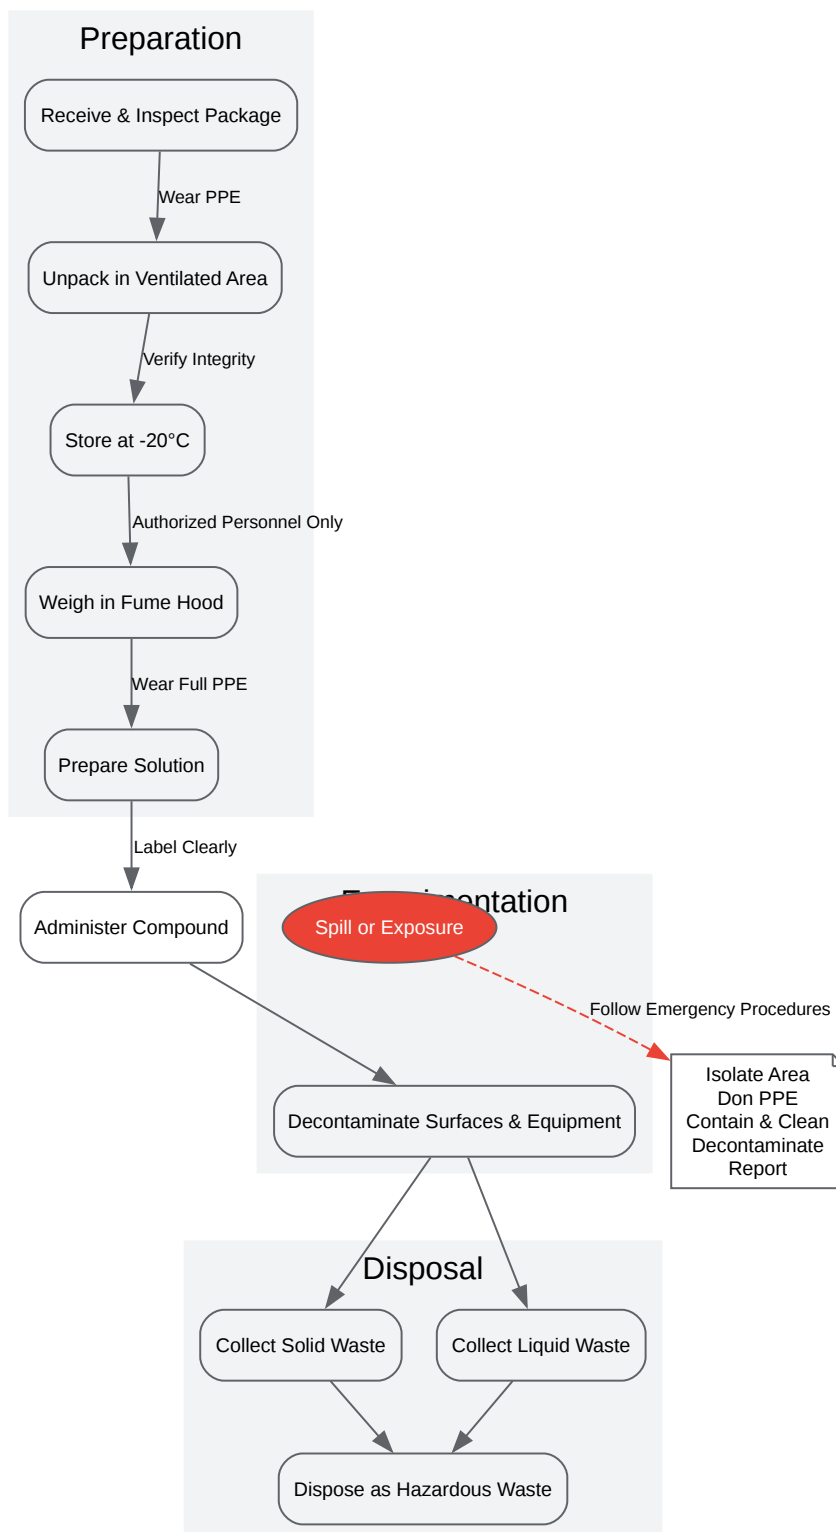 Preparation
Receive & Inspect Package
Wear PPE
Unpack in Ventilated Area
Verify Integrity
Store at -20°C
Authorized Personnel Only
Weigh in Fume Hood
Wear Full PPE
Prepare Solution
Label Clearly
Administer Compound
Spill or Exposure
Follow Emergency Procedures
Isolate Area
Don PPE
Contain & Clean
Decontaminate
Report
Decontaminate Surfaces & Equipment
Disposal
Collect Solid Waste
Collect Liquid Waste
Dispose as Hazardous Waste